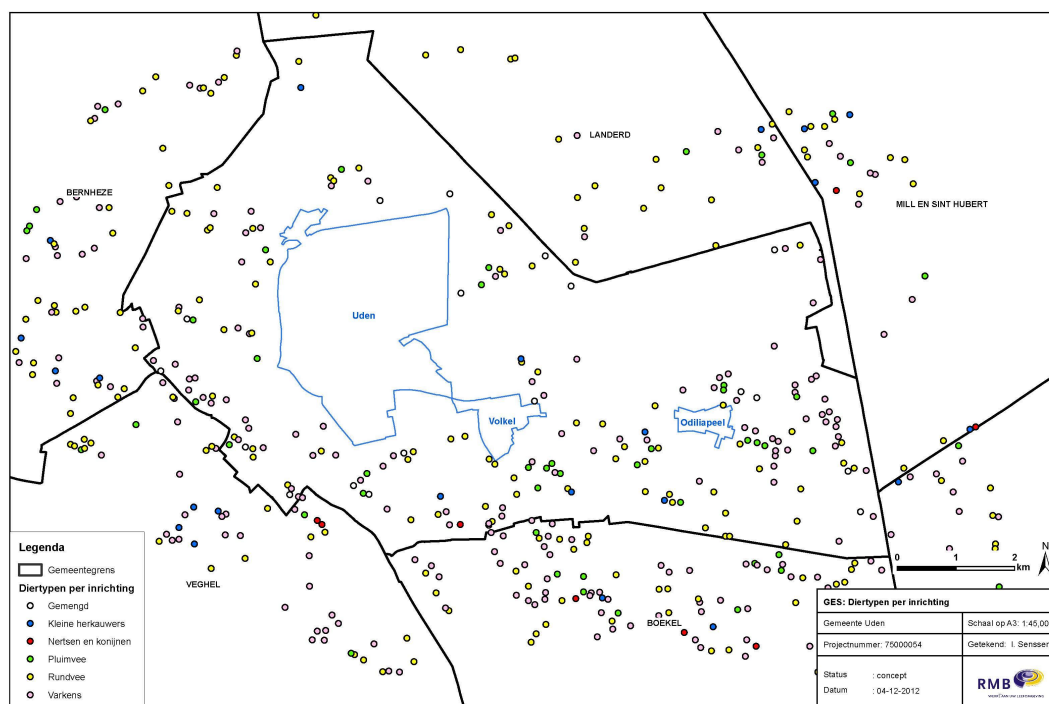 LANDERD
BERNHEZE
MILL EN SINT HUBERT
Uden
Volkel
Odiliapeel
VEGHEL
BOEKEL
Legenda
Gemeentegrens
Diertypen per inrichting
Gemengd
Kleine herkauwers
Nertsen en konijnen
Pluimvee
Rundvee
Varkens
N
0 1 2
km
GES: Diertypen per inrichting
Gemeente Uden
Schaal op A3: 1:45,00
Projectnummer: 75000054
Getekend: I. Senssen
Status : concept
Datum : 04-12-2012
RMB